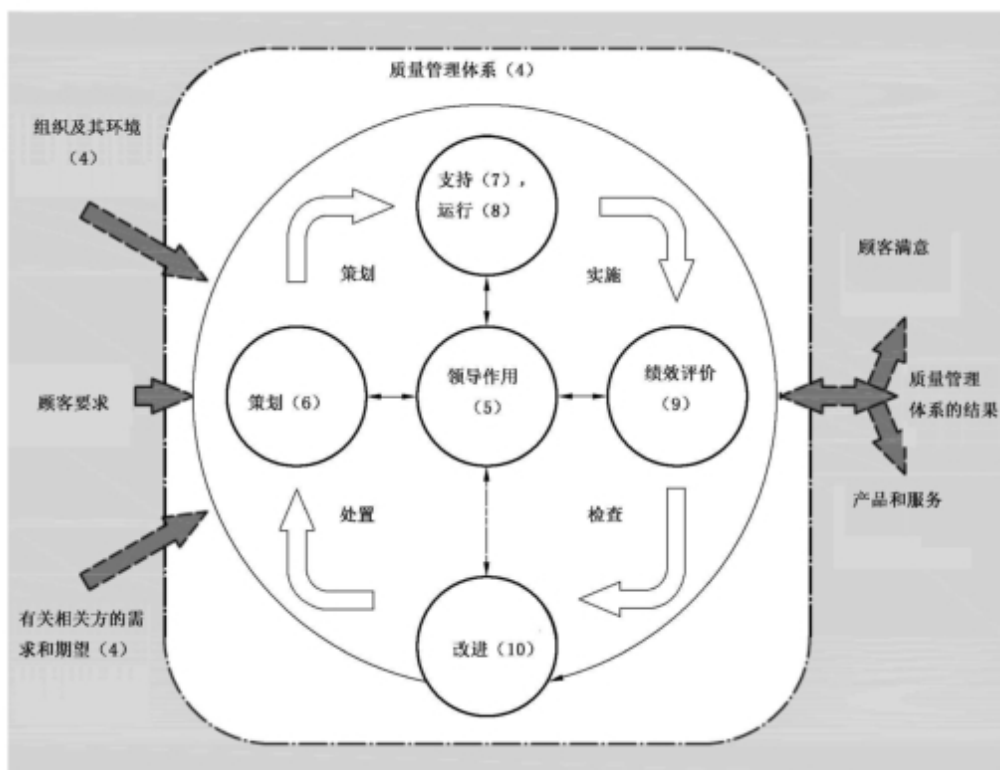 质量管理体系（4）
组织及其环境
（4）
支持（7），
运行（8）
策划
实施
顾客满意
顾客要求
策划（6）
领导作用
（5）
绩效评价
（9）
质量管理
体系的结果
处置
检查
产品和服务
有关相关方的需
求和期望（4）
改进（10）